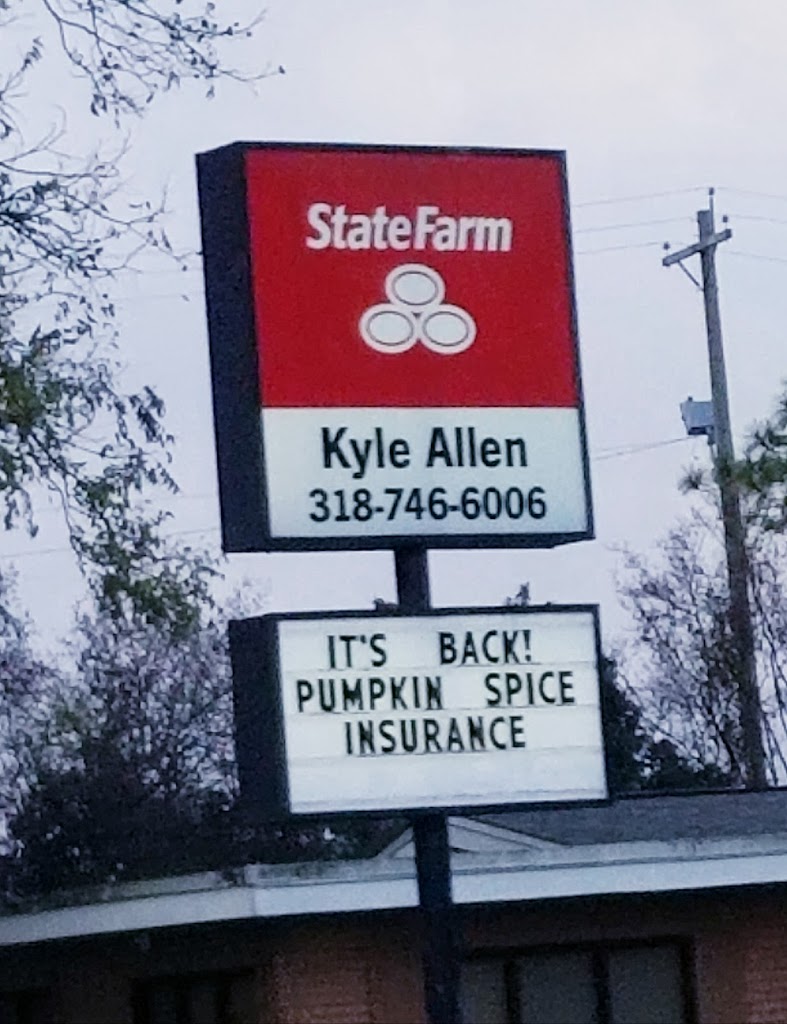 StateFarm
Kyle Allen
318-746-6006
IT'S BACK!
PUMPKIN SPICE
INSURANCE